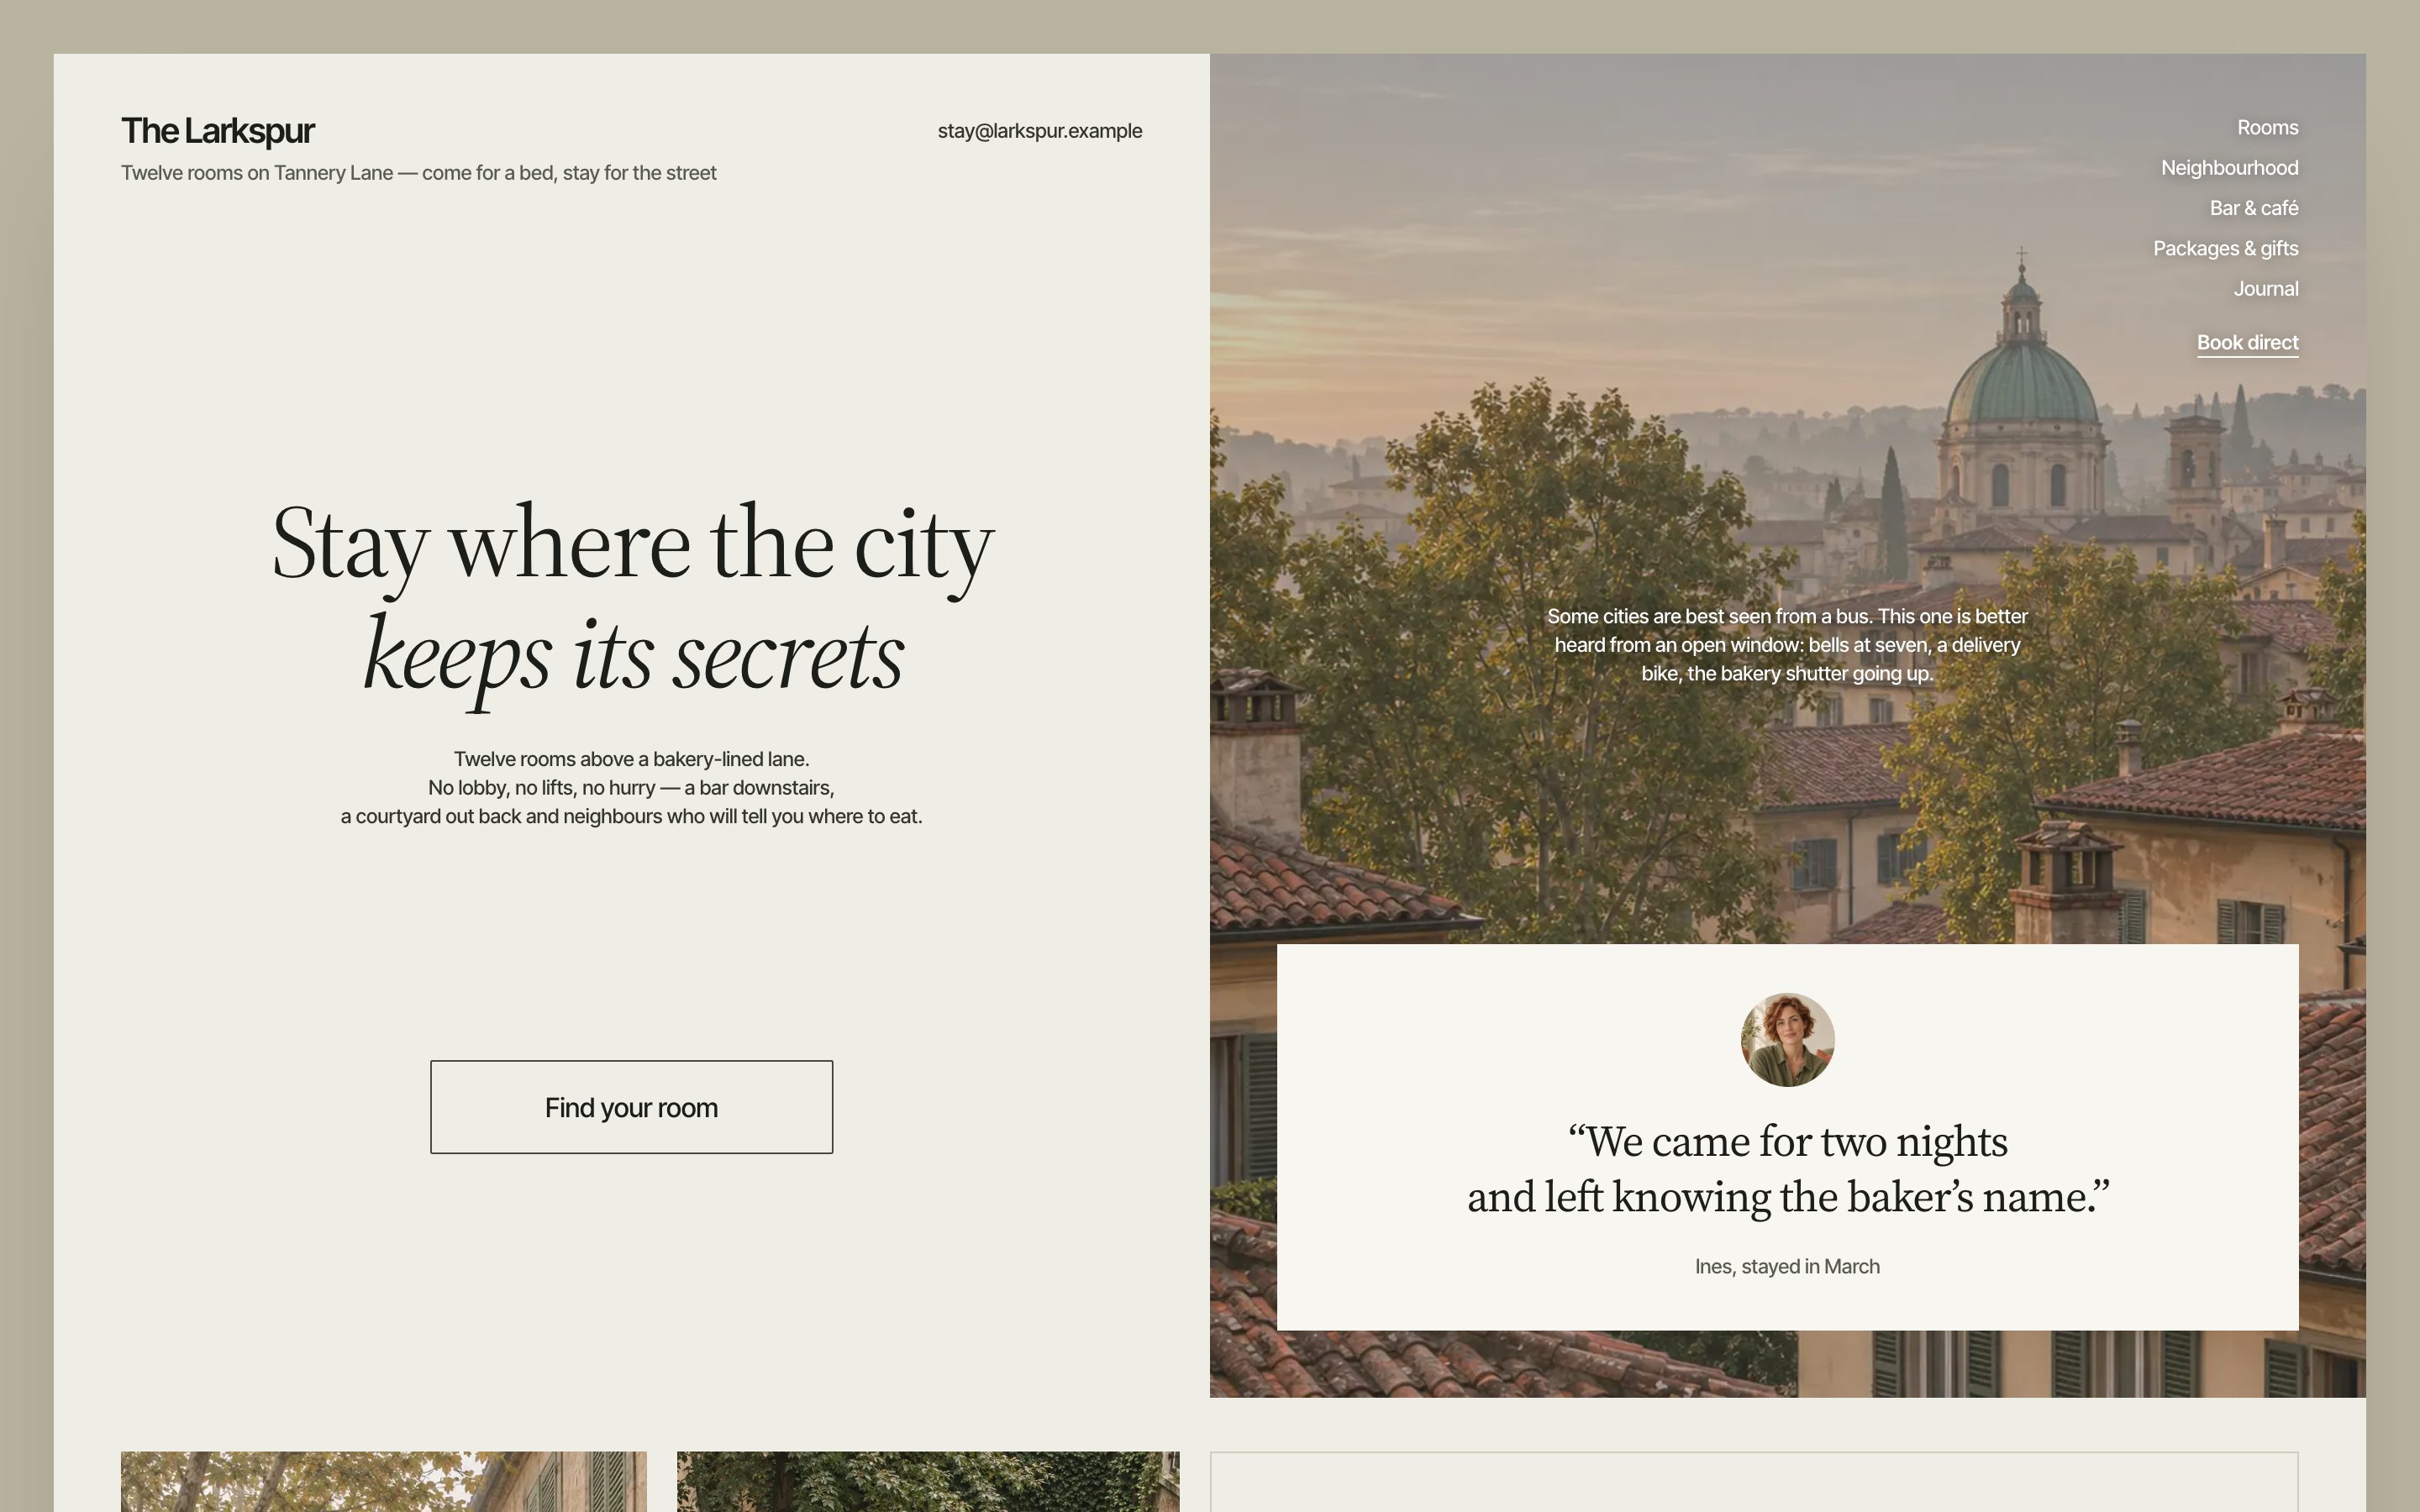 The Larkspur
Twelve rooms on Tannery Lane — come for a bed, stay for the street
stay@larkspur.example
Rooms
Neighbourhood
Bar & café
Packages & gifts
Journal
Book direct
Stay where the city
keeps its secrets
Twelve rooms above a bakery-lined lane.
No lobby, no lifts, no hurry — a bar downstairs,
a courtyard out back and neighbours who will tell you where to eat.
Find your room
Some cities are best seen from a bus. This one is better
heard from an open window: bells at seven, a delivery
bike, the bakery shutter going up.
“We came for two nights
and left knowing the baker’s name.”
Ines, stayed in March